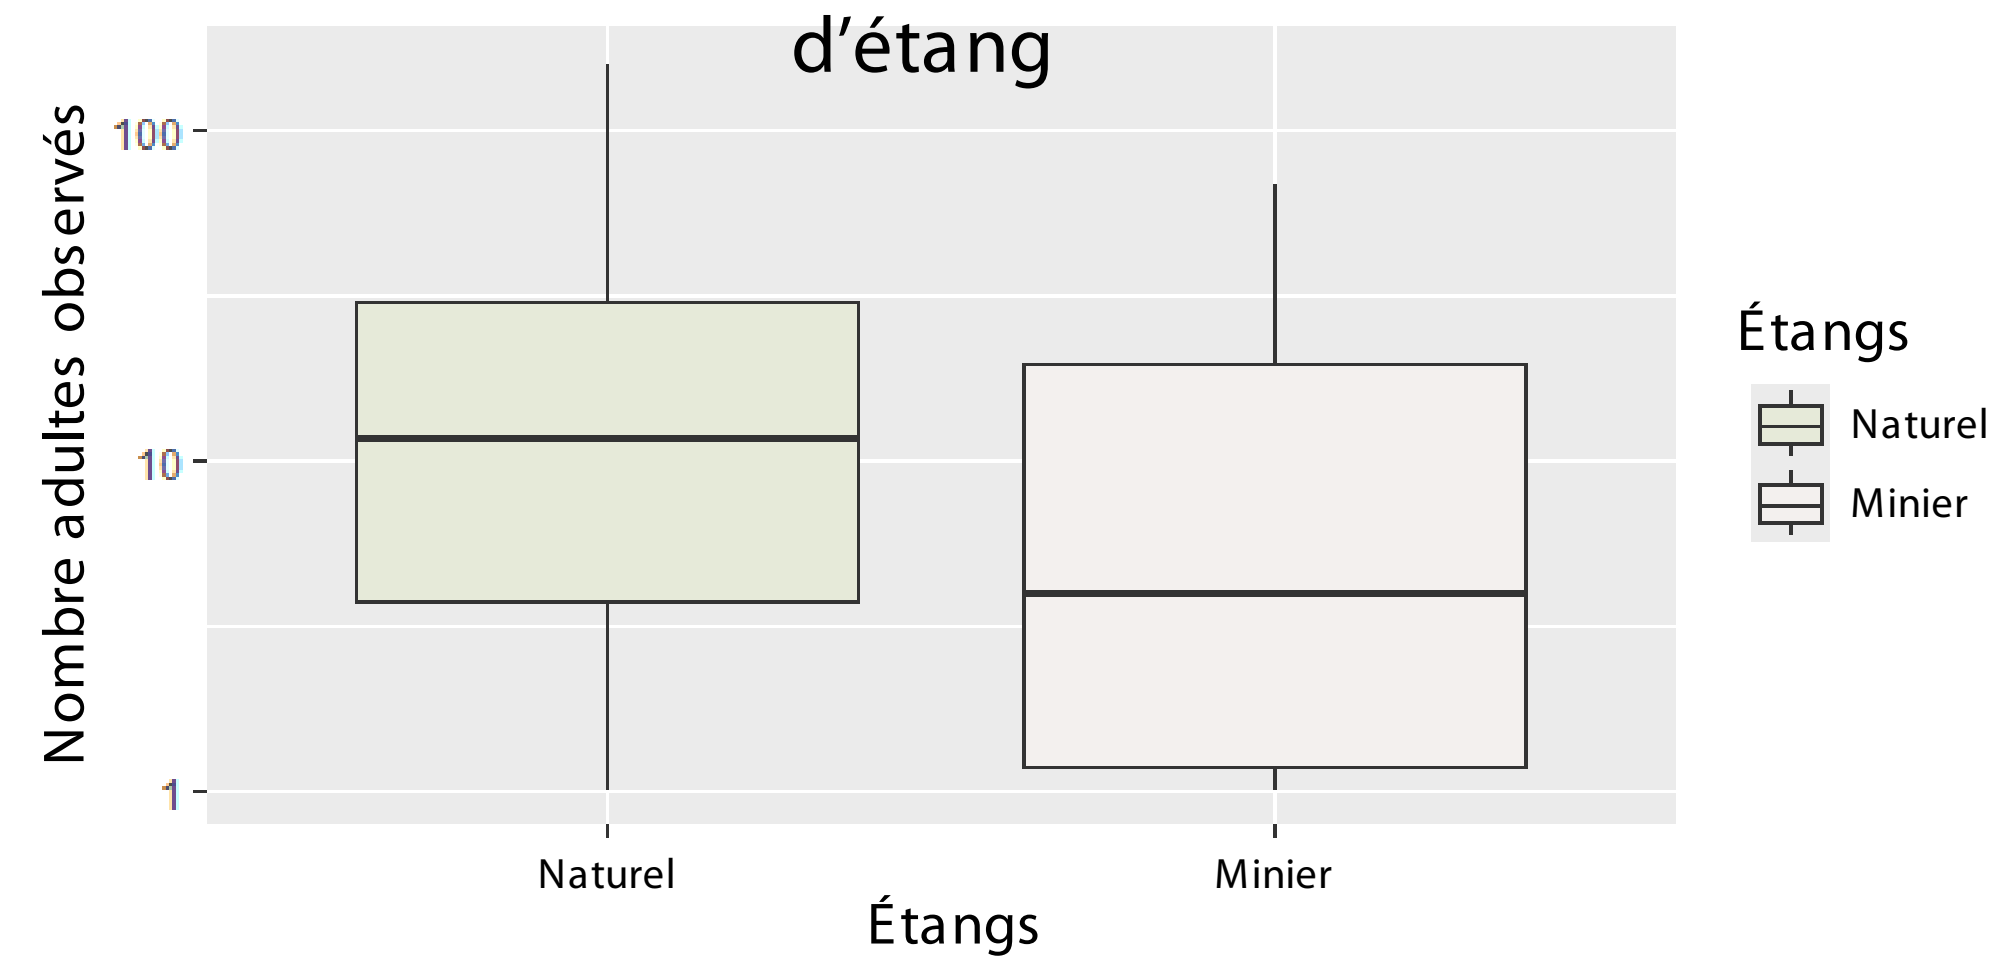 d’étang
Nombre adultes observés
100
10
1
Naturel
Minier
Étangs
Étangs
Naturel
Minier